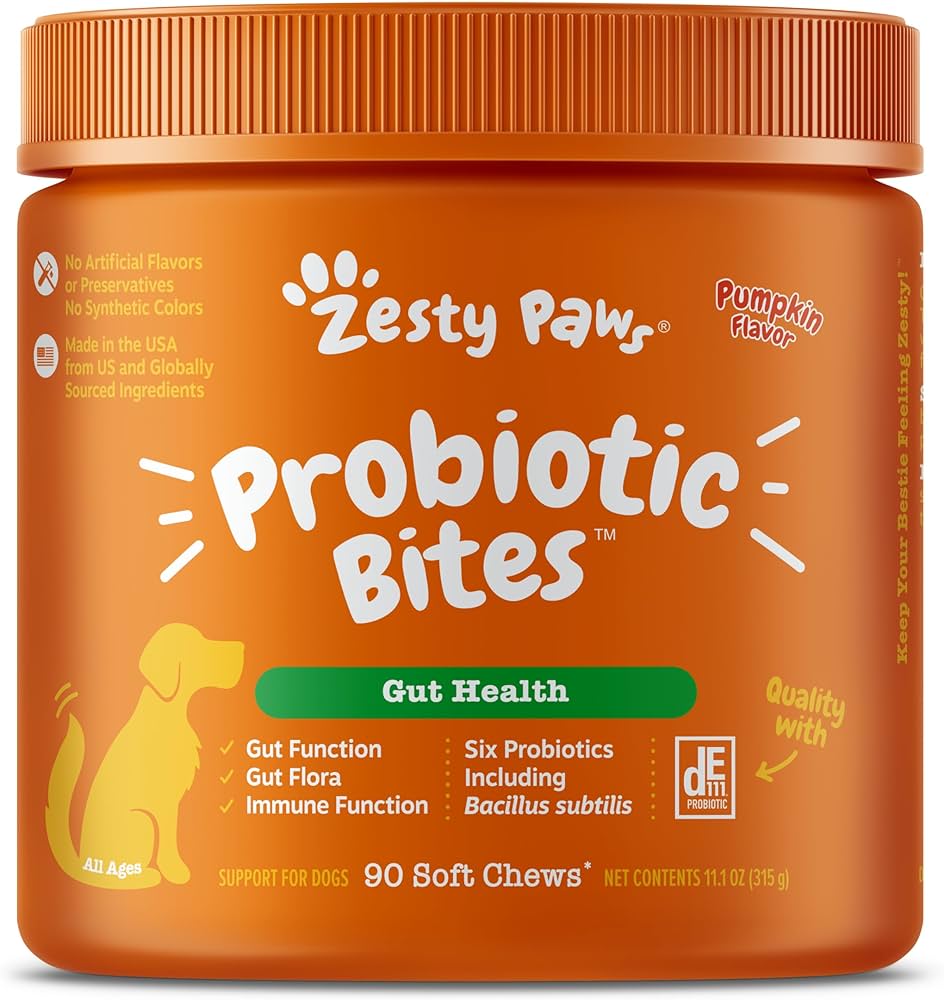 No Artificial Flavors
or Preservatives
No Synthetic Colors
Made in the USA
from US and Globally
Sourced Ingredients
Zesty Paws®
Pumpkin
Flavor
Probiotic
Bites™
Gut Health
✓ Gut Function
✓ Gut Flora
✓ Immune Function
Six Probiotics
Including
Bacillus subtilis
dE
111.
PROBIOTIC
Quality
with
All Ages
SUPPORT FOR DOGS 90 Soft Chews* NET CONTENTS 11.1 OZ (315 g)
Keep Your Bestie Feeling Zesty!™